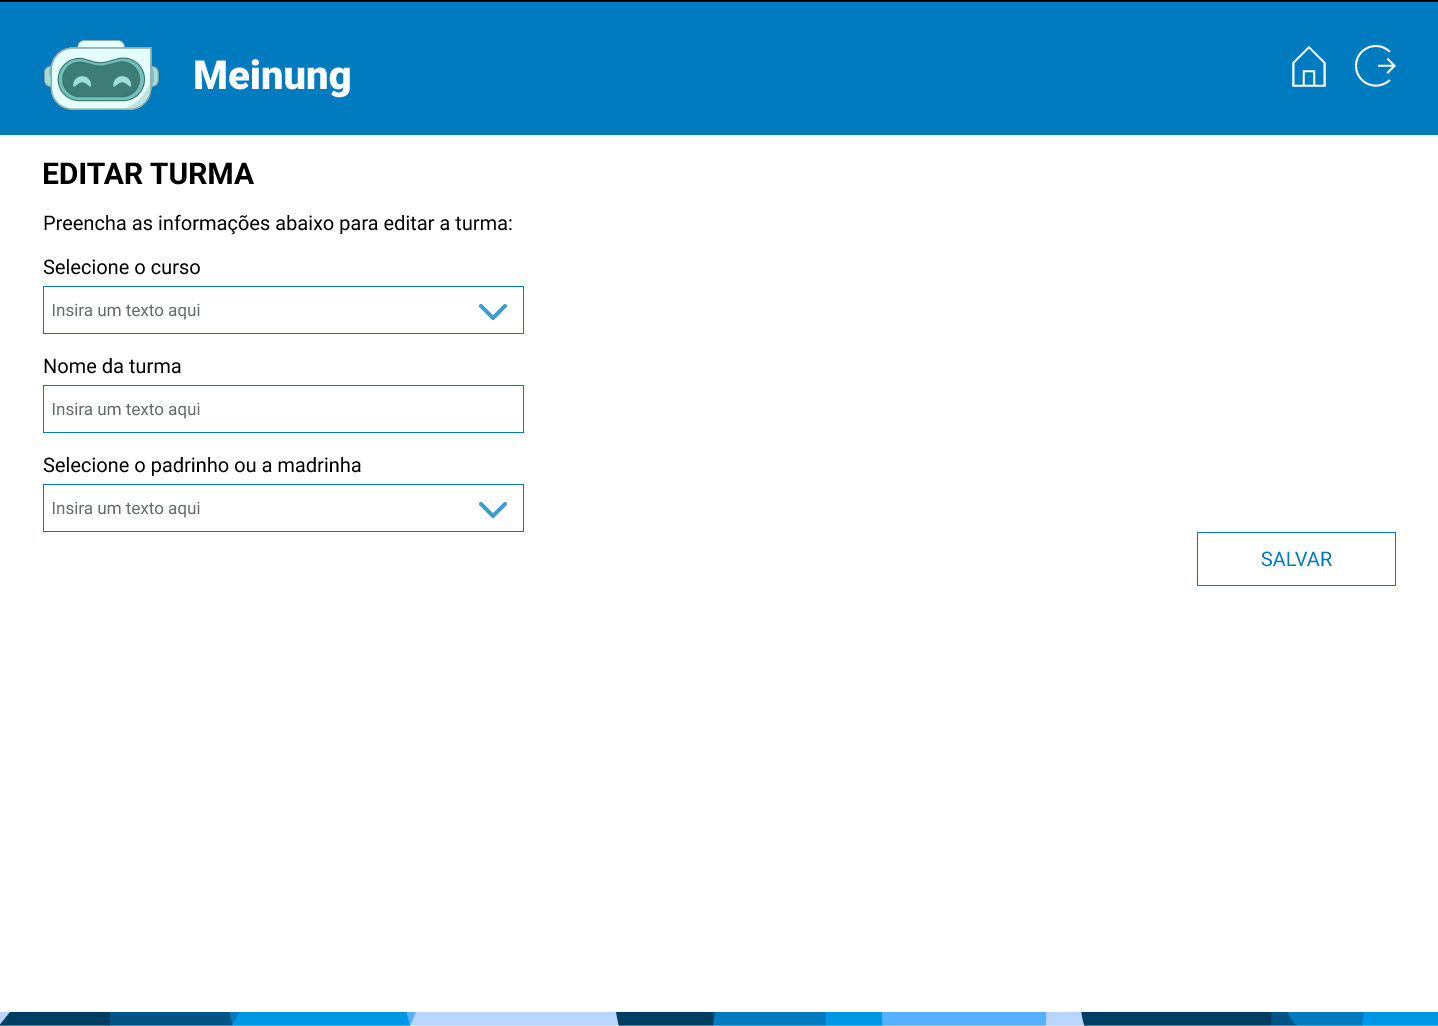 Meinung
EDITAR TURMA
Preencha as informações abaixo para editar a turma:
Selecione o curso
Insira um texto aqui
Nome da turma
Insira um texto aqui
Selecione o padrinho ou a madrinha
Insira um texto aqui
SALVAR